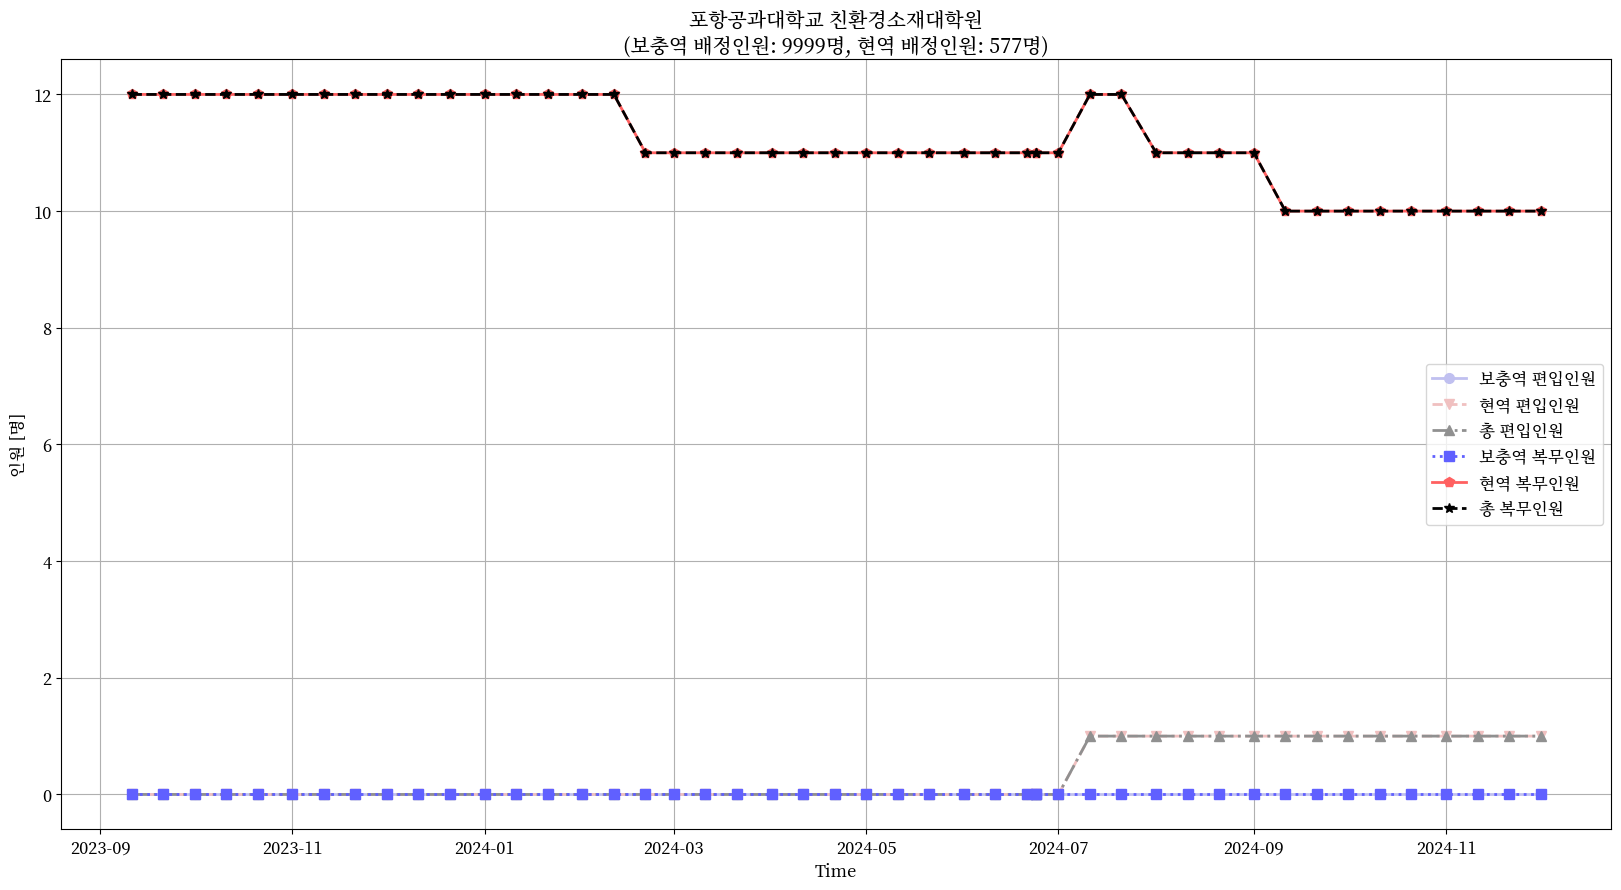 포항공과대학교 친환경소재대학원
(보충역 배정인원: 9999명, 현역 배정인원: 577명)
인원 [명]
12
10
8
6
4
2
0
보충역 편입인원
현역 편입인원
총 편입인원
보충역 복무인원
현역 복무인원
총 복무인원
2023-09
2023-11
2024-01
2024-03
2024-05
2024-07
2024-09
2024-11
Time